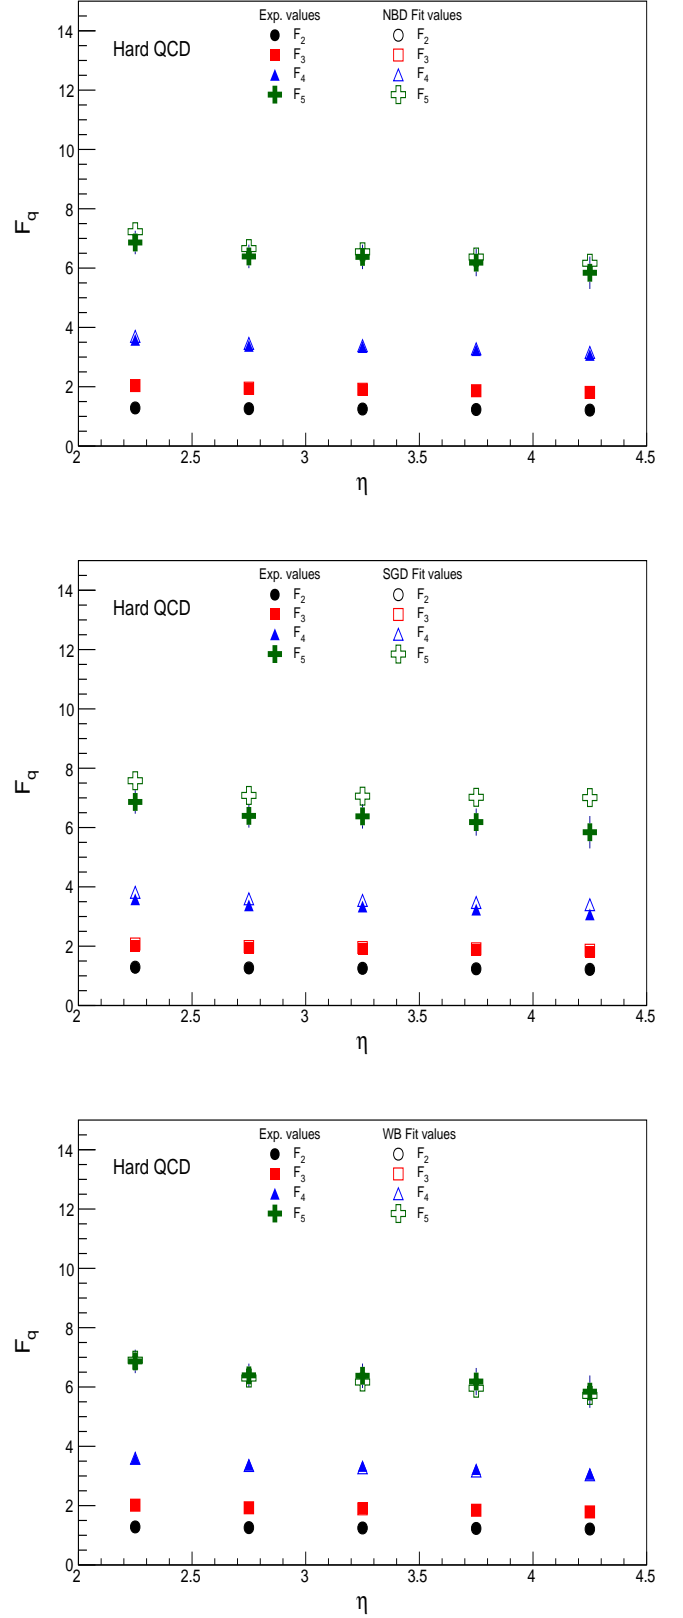 Exp. values NBD Fit values
Hard QCD
F2 F2
F3 F3
F4 F4
F5 F5
14
12
10
8
6
4
2
0
Fq
2 2.5 3 3.5 4 4.5
η
Exp. values SGD Fit values
Hard QCD
F2 F2
F3 F3
F4 F4
F5 F5
14
12
10
8
6
4
2
0
Fq
2 2.5 3 3.5 4 4.5
η
Exp. values WB Fit values
Hard QCD
F2 F2
F3 F3
F4 F4
F5 F5
14
12
10
8
6
4
2
0
Fq
2 2.5 3 3.5 4 4.5
η